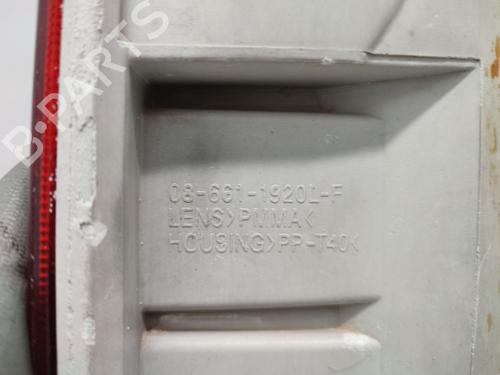 B-PARTS
08-661-1920L-F
LENS>PMMA<
HOUSING>PP-T40<